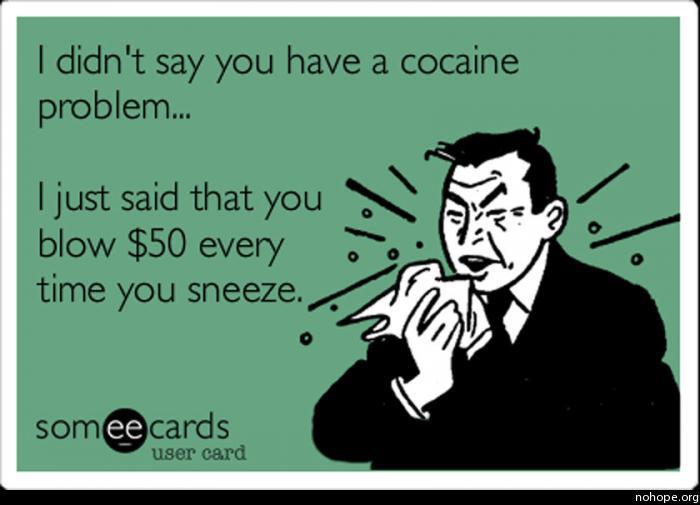 I didn't say you have a cocaine
problem...
I just said that you
blow $50 every
time you sneeze.
someecards
user card
nohope.org